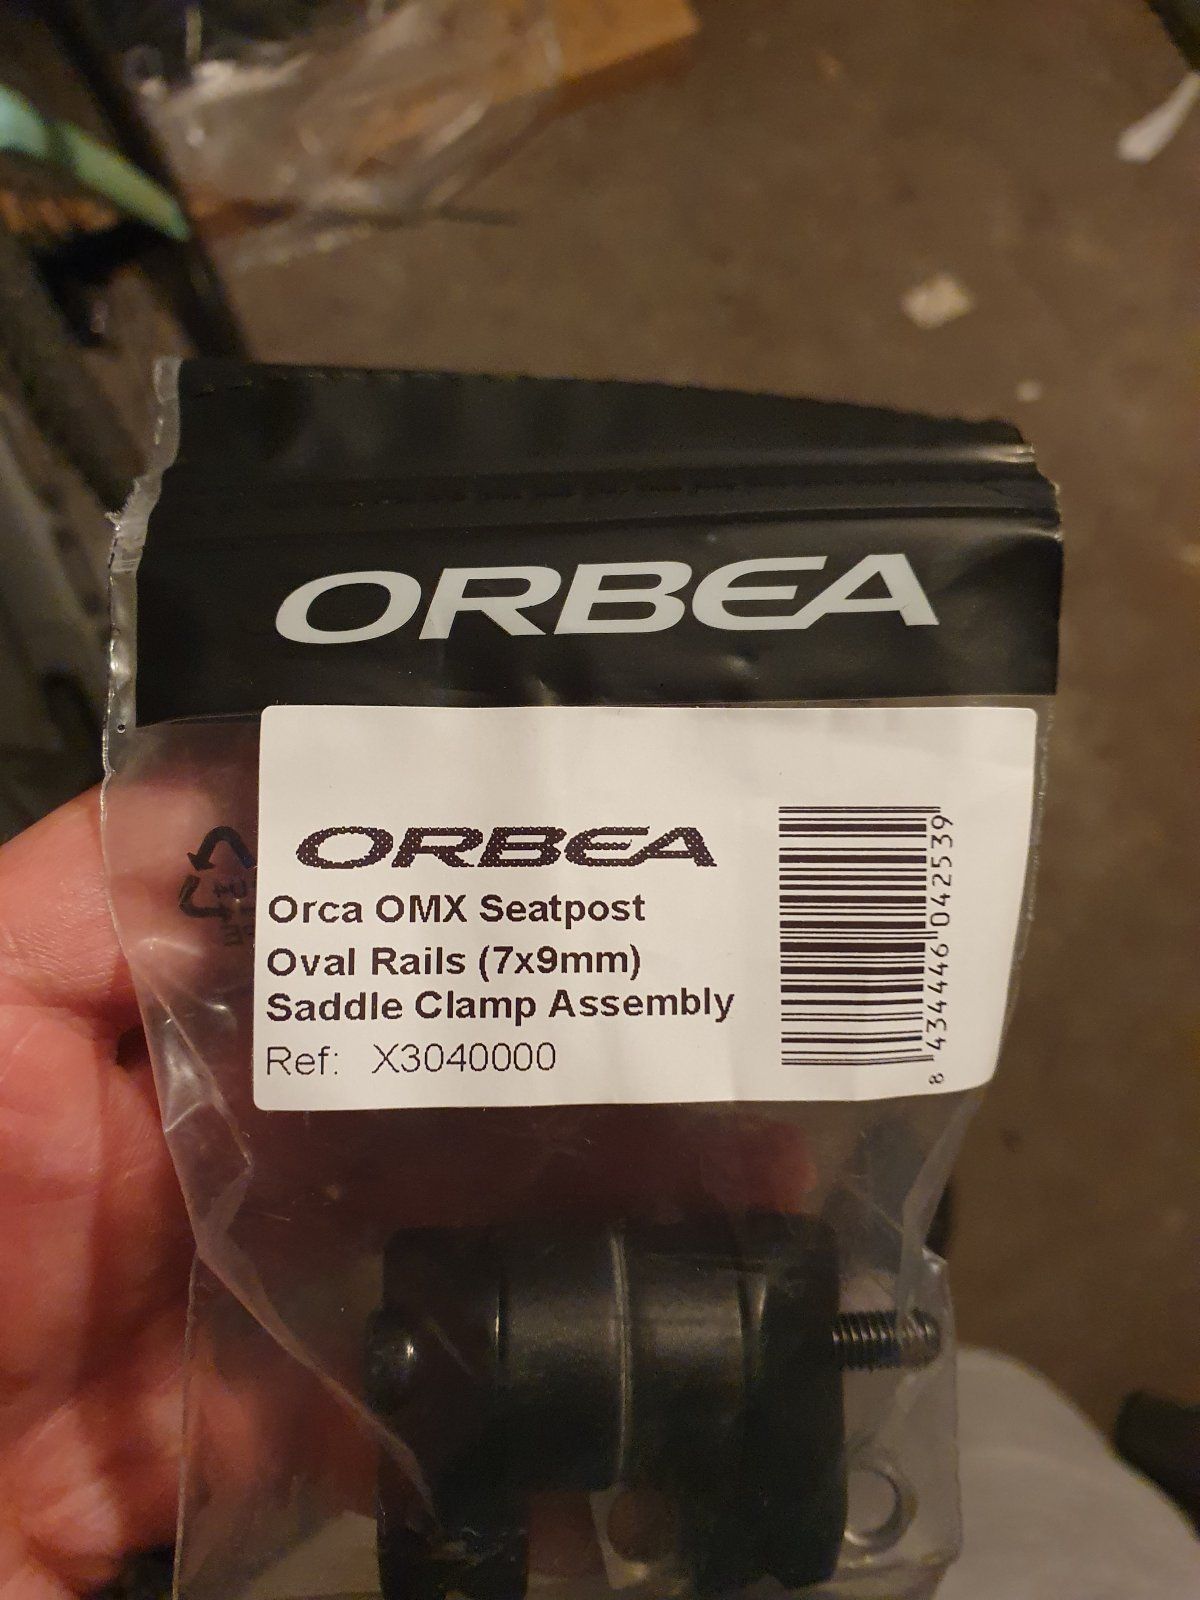 ORBEA
ORBEA
Orca OMX Seatpost
Oval Rails (7x9mm)
Saddle Clamp Assembly
Ref: X3040000
8 434446 042539